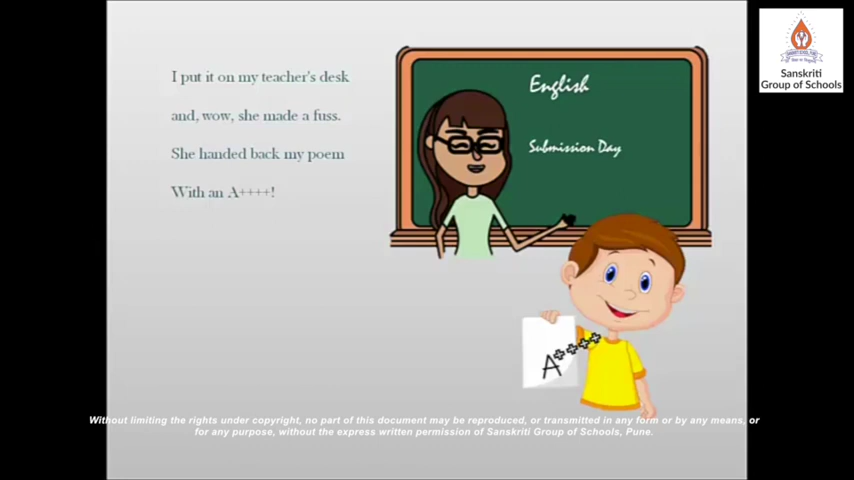 I put it on my teacher's desk
and, wow, she made a fuss.
She handed back my poem
With an A++++!
English
Submission Day
A++++
Sanskriti
Group of Schools
Without limiting the rights under copyright, no part of this document may be reproduced, or transmitted in any form or by any means, or
for any purpose, without the express written permission of Sanskriti Group of Schools, Pune.